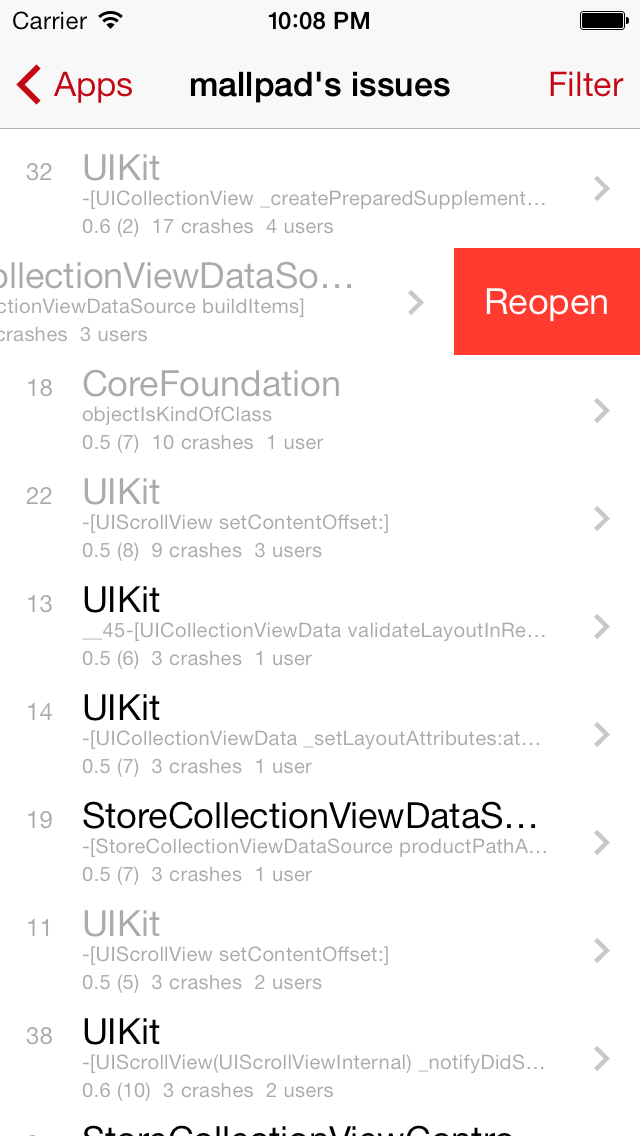 Carrier 10:08 PM
Apps mallpad's issues Filter
32 UIKit
-[UICollectionView _createPreparedSupplement…
0.6 (2) 17 crashes 4 users
ollectionViewDataSo…
ctionViewDataSource buildItems]
crashes 3 users
Reopen
18 CoreFoundation
objectIsKindOfClass
0.5 (7) 10 crashes 1 user
22 UIKit
-[UIScrollView setContentOffset:]
0.5 (8) 9 crashes 3 users
13 UIKit
__45-[UICollectionViewData validateLayoutInRe…
0.5 (6) 3 crashes 1 user
14 UIKit
-[UICollectionViewData _setLayoutAttributes:at…
0.5 (7) 3 crashes 1 user
19 StoreCollectionViewDataS…
-[StoreCollectionViewDataSource productPathA…
0.5 (7) 3 crashes 1 user
11 UIKit
-[UIScrollView setContentOffset:]
0.5 (5) 3 crashes 2 users
38 UIKit
-[UIScrollView(UIScrollViewInternal) _notifyDidS…
0.6 (10) 3 crashes 2 users
StoreCollectionViewContro…